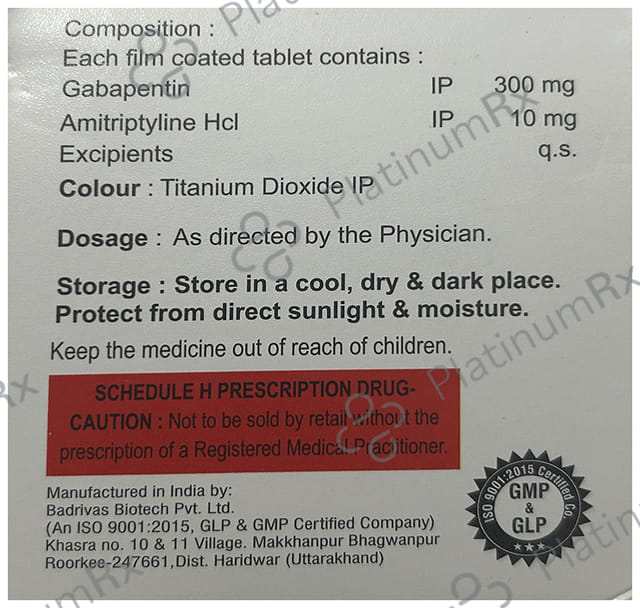 Composition :
Each film coated tablet contains :
Gabapentin IP 300 mg
Amitriptyline Hcl IP 10 mg
Excipients q.s.
Colour : Titanium Dioxide IP
Dosage : As directed by the Physician.
Storage : Store in a cool, dry & dark place.
Protect from direct sunlight & moisture.
Keep the medicine out of reach of children.
SCHEDULE H PRESCRIPTION DRUG-
CAUTION : Not to be sold by retail without the
prescription of a Registered Medical Practitioner.
Manufactured in India by:
Badrivas Biotech Pvt. Ltd.
(An ISO 9001:2015, GLP & GMP Certified Company)
Khasra no. 10 & 11 Village. Makkhanpur Bhagwanpur
Roorkee-247661,Dist. Haridwar (Uttarakhand)
ISO 9001:2015 Certified Co.
GMP
&
GLP
PlatinumRx
PlatinumRx